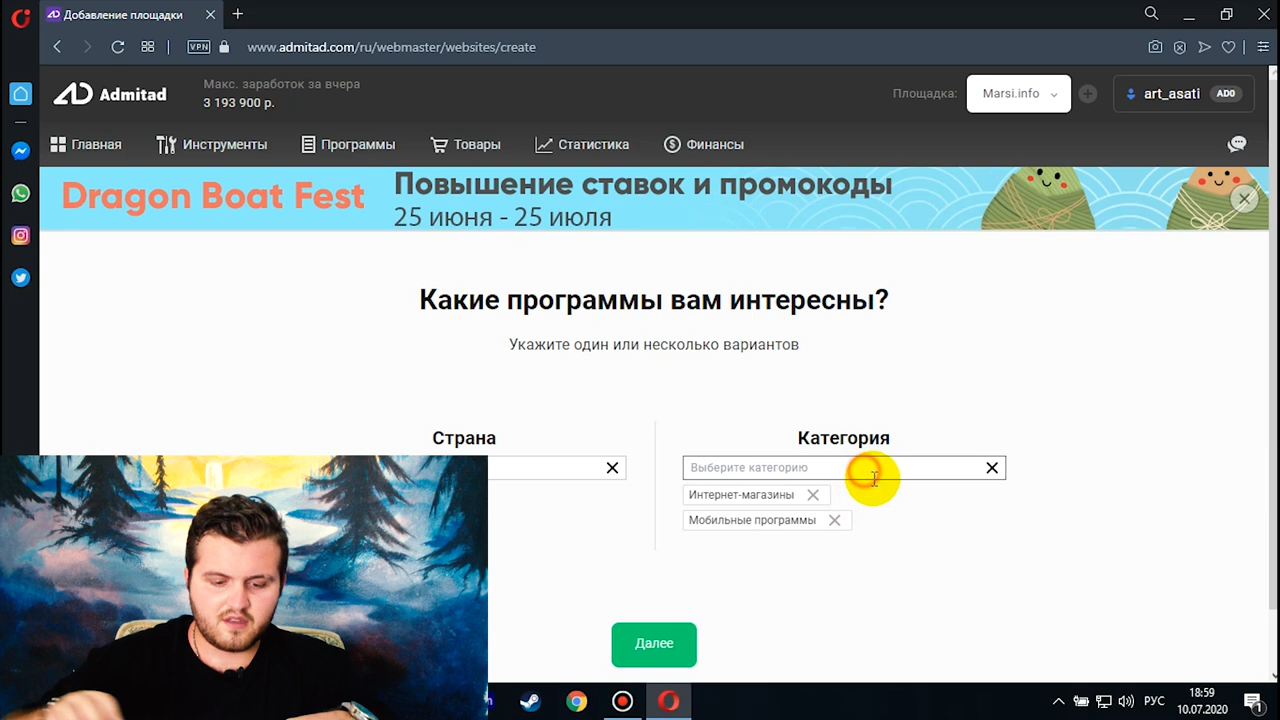 Добавление площадки
VPN
www.admitad.com/ru/webmaster/websites/create
Admitad
Макс. заработок за вчера
3 193 900 р.
Площадка:
Marsi.info
art_asati
AD0
Главная
Инструменты
Программы
Товары
Статистика
Финансы
Dragon Boat Fest
Повышение ставок и промокоды
25 июня - 25 июля
Какие программы вам интересны?
Укажите один или несколько вариантов
Страна
Категория
Выберите категорию
Интернет-магазины
Мобильные программы
Далее
РУС
18:59
10.07.2020
1